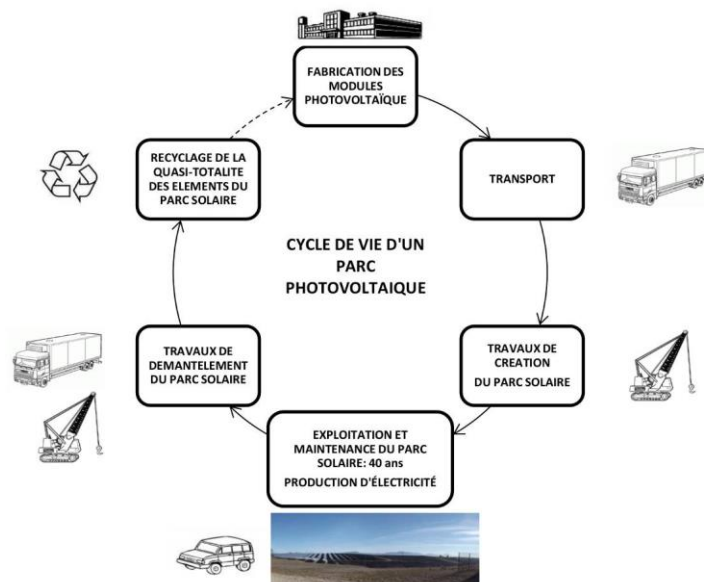 FABRICATION DES
MODULES
PHOTOVOLTAÏQUE
RECYCLAGE DE LA
QUASI-TOTALITE
DES ELEMENTS DU
PARC SOLAIRE
TRANSPORT
CYCLE DE VIE D'UN
PARC
PHOTOVOLTAIQUE
TRAVAUX DE
DEMANTELEMENT
DU PARC SOLAIRE
TRAVAUX DE
CREATION
DU PARC SOLAIRE
EXPLOITATION ET
MAINTENANCE DU PARC
SOLAIRE: 40 ans
PRODUCTION D'ÉLECTRICITÉ